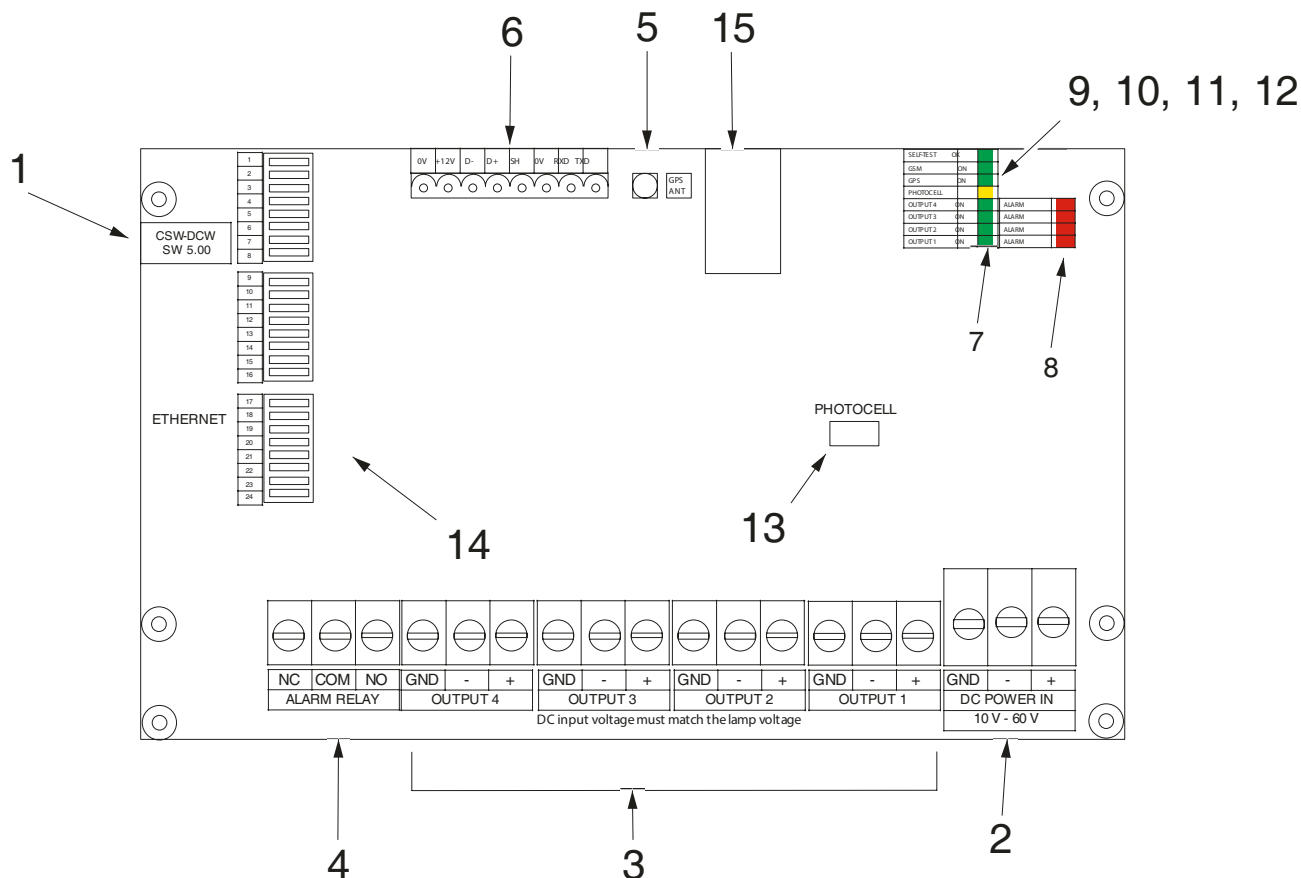 6 5 15
9, 10, 11, 12
1
0V +12V D- D+ SH 0V RXD TXD
GPS
ANT
SELF-TEST OK
GSM ON
GPS ON
PHOTOCELL
OUTPUT 4 ON ALARM
OUTPUT 3 ON ALARM
OUTPUT 2 ON ALARM
OUTPUT 1 ON ALARM
7
8
CSW-DCW
SW 5.00
1
2
3
4
5
6
7
8
9
10
11
12
13
14
15
16
ETHERNET
17
18
19
20
21
22
23
24
14
PHOTOCELL
13
NC COM NO GND - + GND - + GND - + GND - + GND - +
ALARM RELAY OUTPUT 4 OUTPUT 3 OUTPUT 2 OUTPUT 1 DC POWER IN
DC input voltage must match the lamp voltage
10 V - 60 V
4 3 2